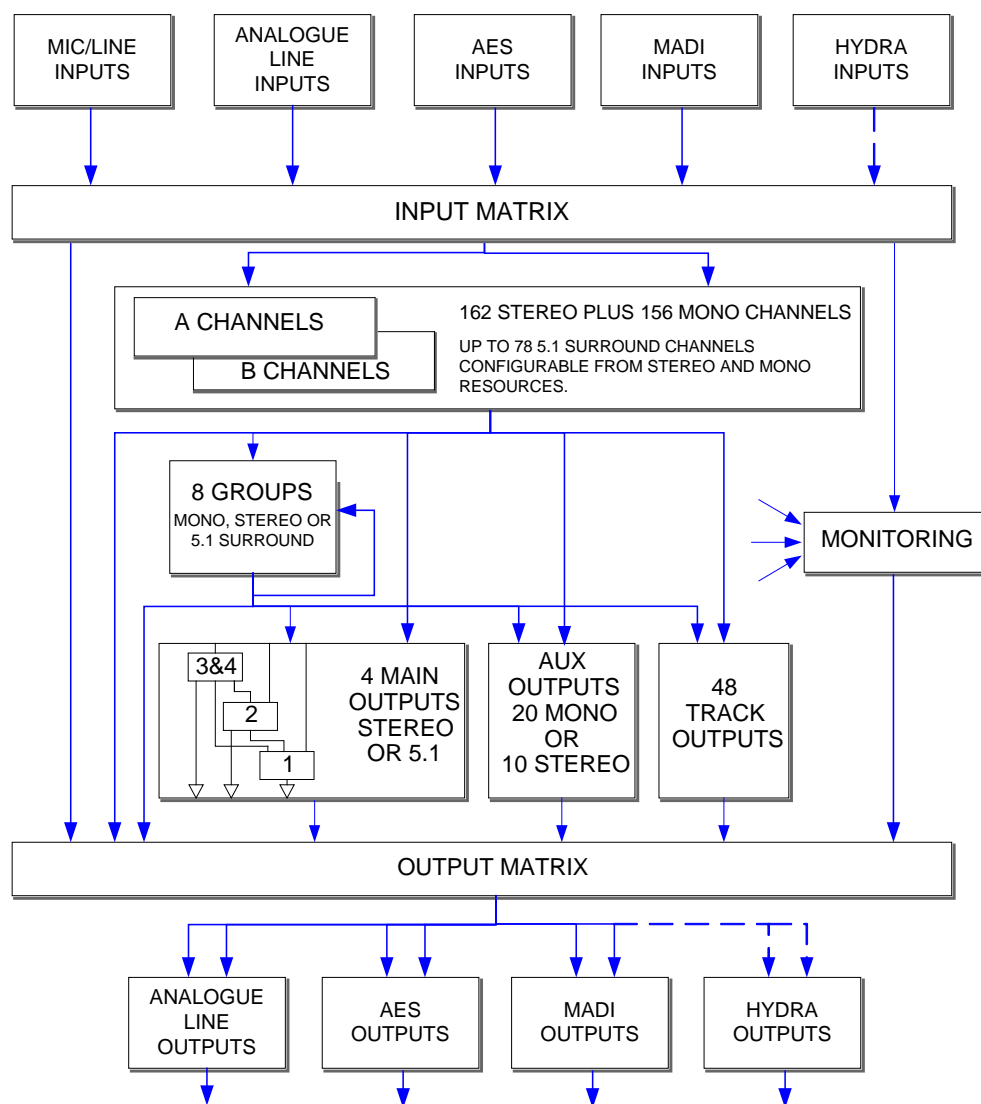 MIC/LINE
INPUTS
ANALOGUE
LINE
INPUTS
AES
INPUTS
MADI
INPUTS
HYDRA
INPUTS
INPUT MATRIX
A CHANNELS
B CHANNELS
162 STEREO PLUS 156 MONO CHANNELS
UP TO 78 5.1 SURROUND CHANNELS
CONFIGURABLE FROM STEREO AND MONO
RESOURCES.
8 GROUPS
MONO, STEREO OR
5.1 SURROUND
MONITORING
3&4
2
1
4 MAIN
OUTPUTS
STEREO
OR 5.1
AUX
OUTPUTS
20 MONO
OR
10 STEREO
48
TRACK
OUTPUTS
OUTPUT MATRIX
ANALOGUE
LINE
OUTPUTS
AES
OUTPUTS
MADI
OUTPUTS
HYDRA
OUTPUTS